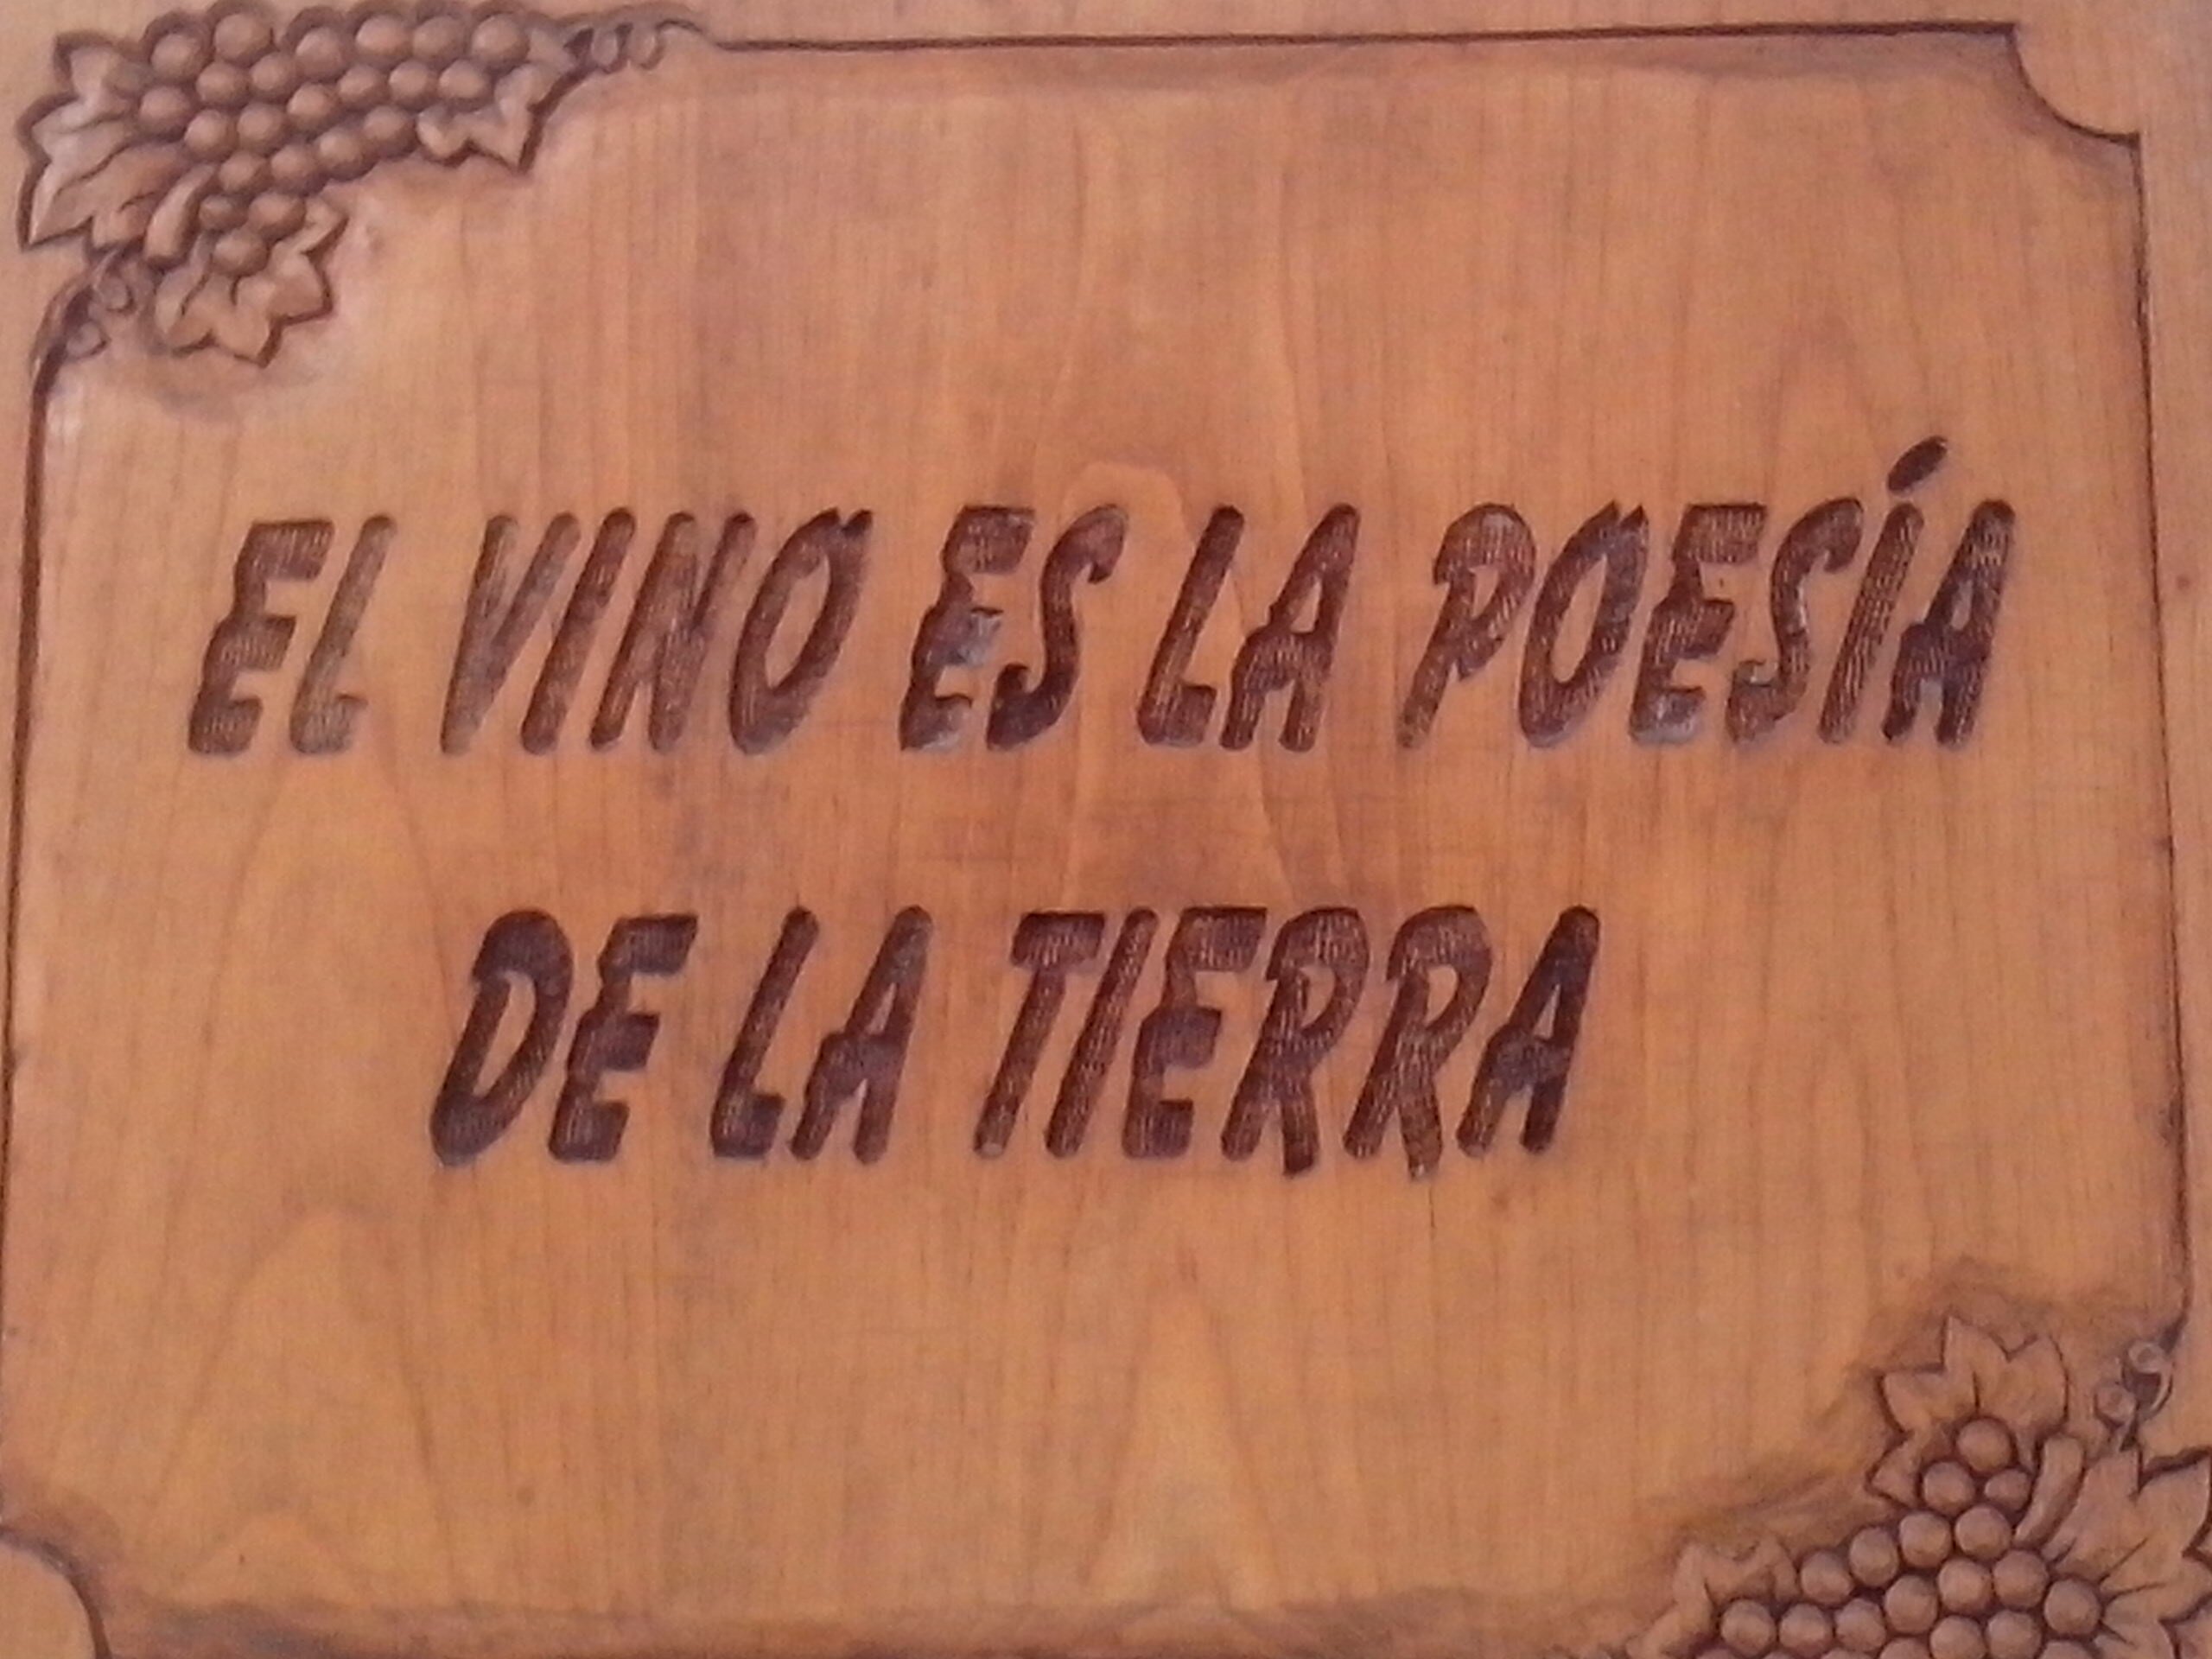 EL VINO ES LA POESÍA
DE LA TIERRA